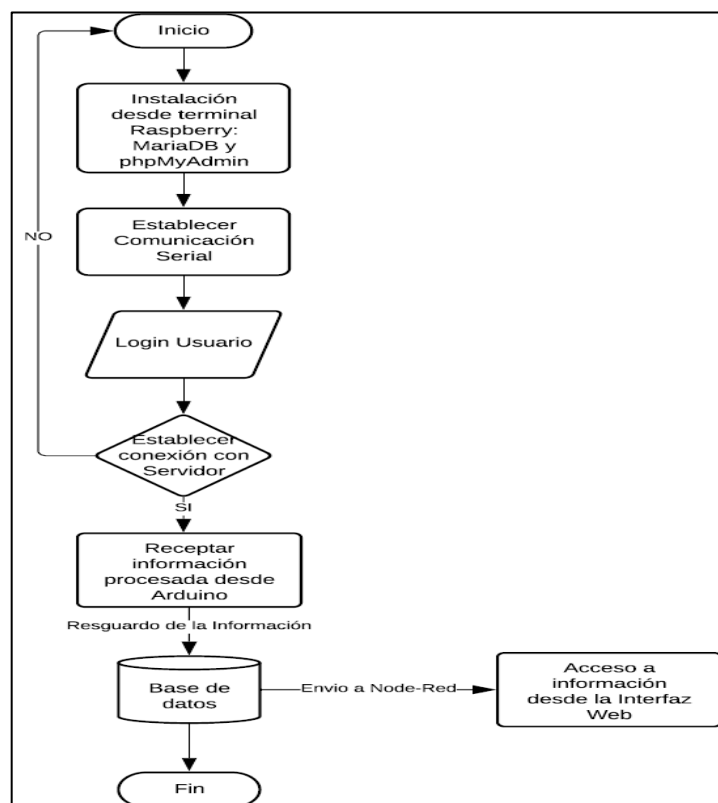 Inicio
Instalación
desde terminal
Raspberry:
MariaDB y
phpMyAdmin
NO
Establecer
Comunicación
Serial
Login Usuario
Establecer
conexión con
Servidor
SI
Receptar
información
procesada desde
Arduino
Resguardo de la Información
Base de
datos
Envio a Node-Red
Acceso a
información
desde la Interfaz
Web
Fin